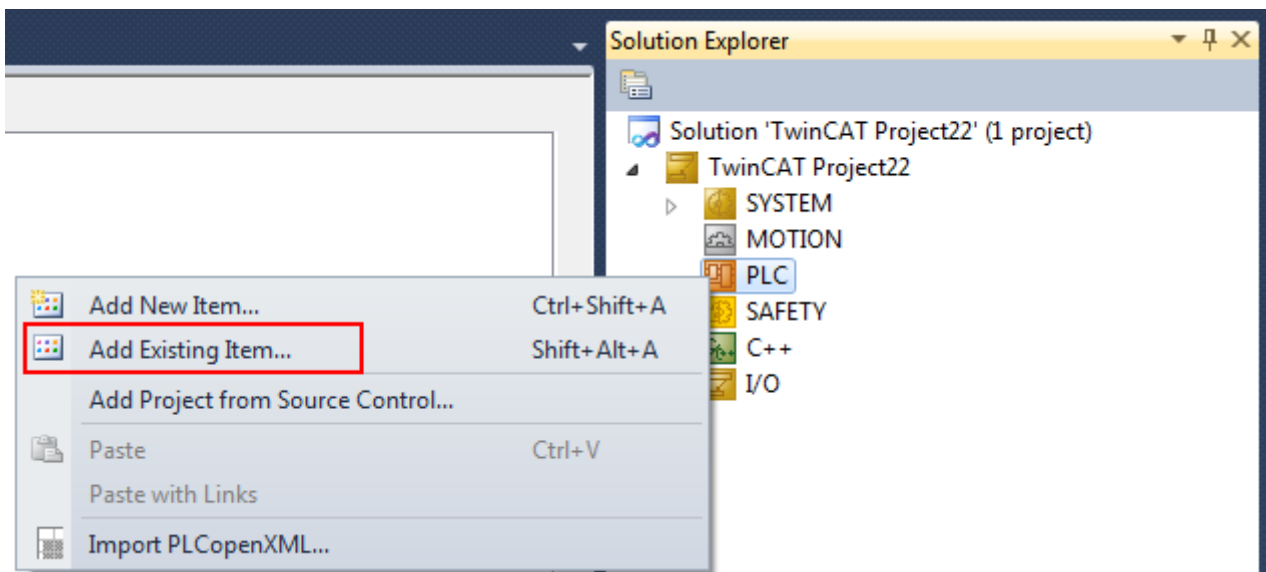 Solution Explorer
Solution 'TwinCAT Project22' (1 project)
TwinCAT Project22
SYSTEM
MOTION
PLC
SAFETY
C++
I/O
Add New Item... Ctrl+Shift+A
Add Existing Item... Shift+Alt+A
Add Project from Source Control...
Paste Ctrl+V
Paste with Links
Import PLCopenXML...